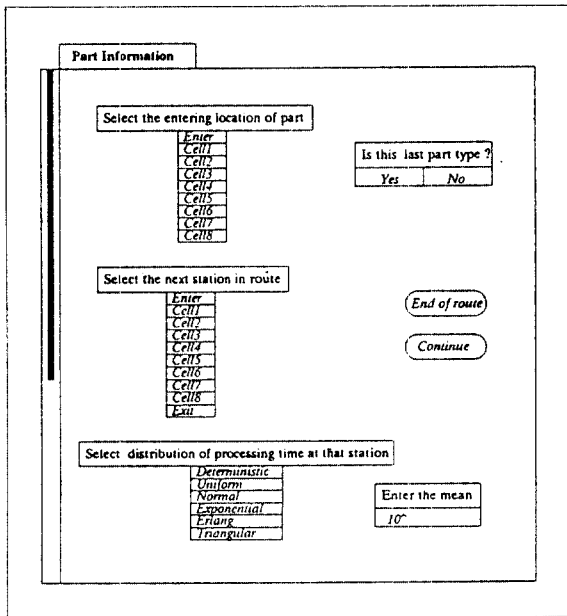 Part Information
Select the entering location of part
Enter
Cell1
Cell2
Cell3
Cell4
Cell5
Cell6
Cell7
Cell8
Is this last part type ?
Yes No
Select the next station in route
Enter
Cell1
Cell2
Cell3
Cell4
Cell5
Cell6
Cell7
Cell8
Exit
End of route
Continue
Select distribution of processing time at that station
Deterministic
Uniform
Normal
Exponential
Erlang
Triangular
Enter the mean
10^